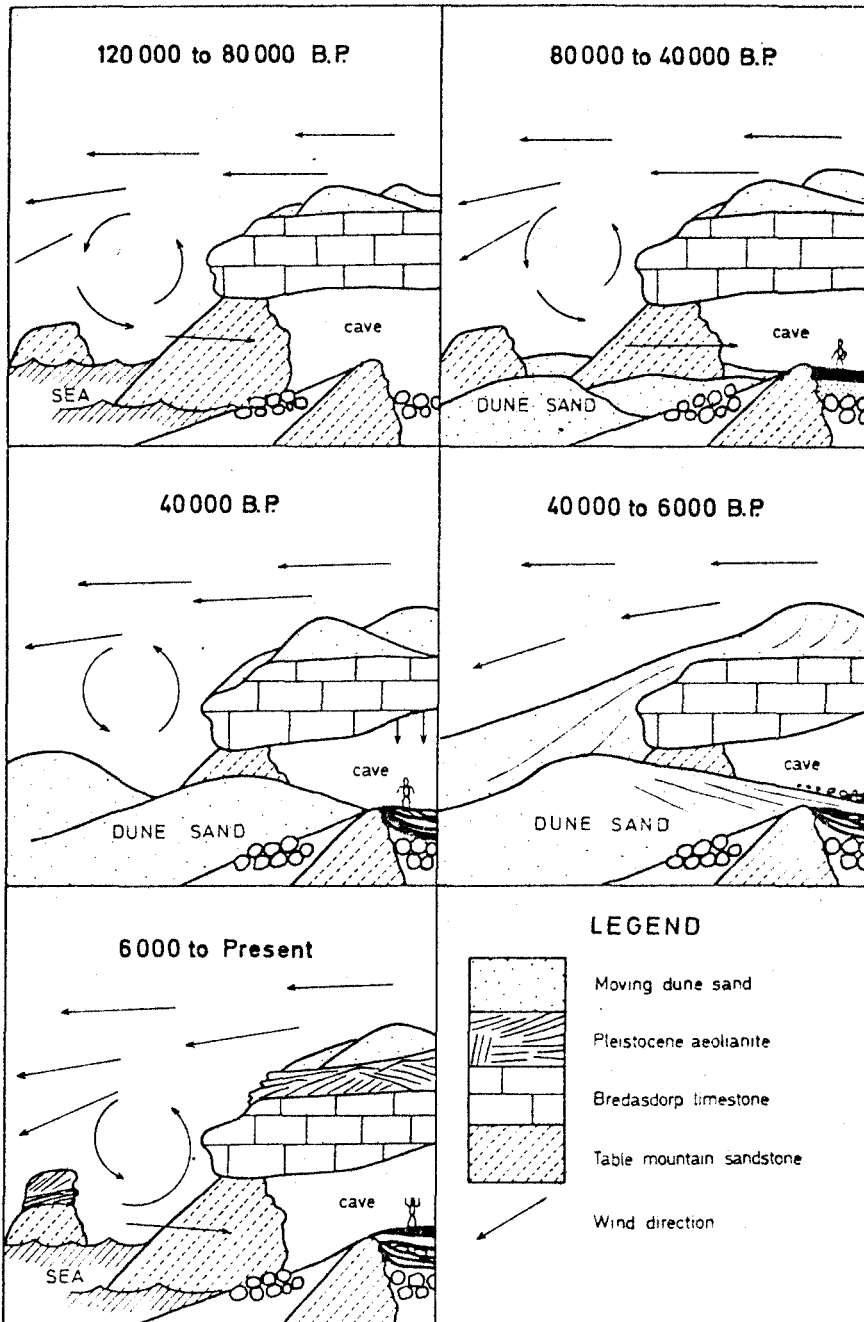 120 000 to 80 000 B.P.
cave
SEA
80 000 to 40 000 B.P.
cave
DUNE SAND
40 000 B.P.
cave
DUNE SAND
40 000 to 6000 B.P.
cave
DUNE SAND
6 000 to Present
cave
SEA
LEGEND
Moving dune sand
Pleistocene aeolianite
Bredasdorp limestone
Table mountain sandstone
Wind direction